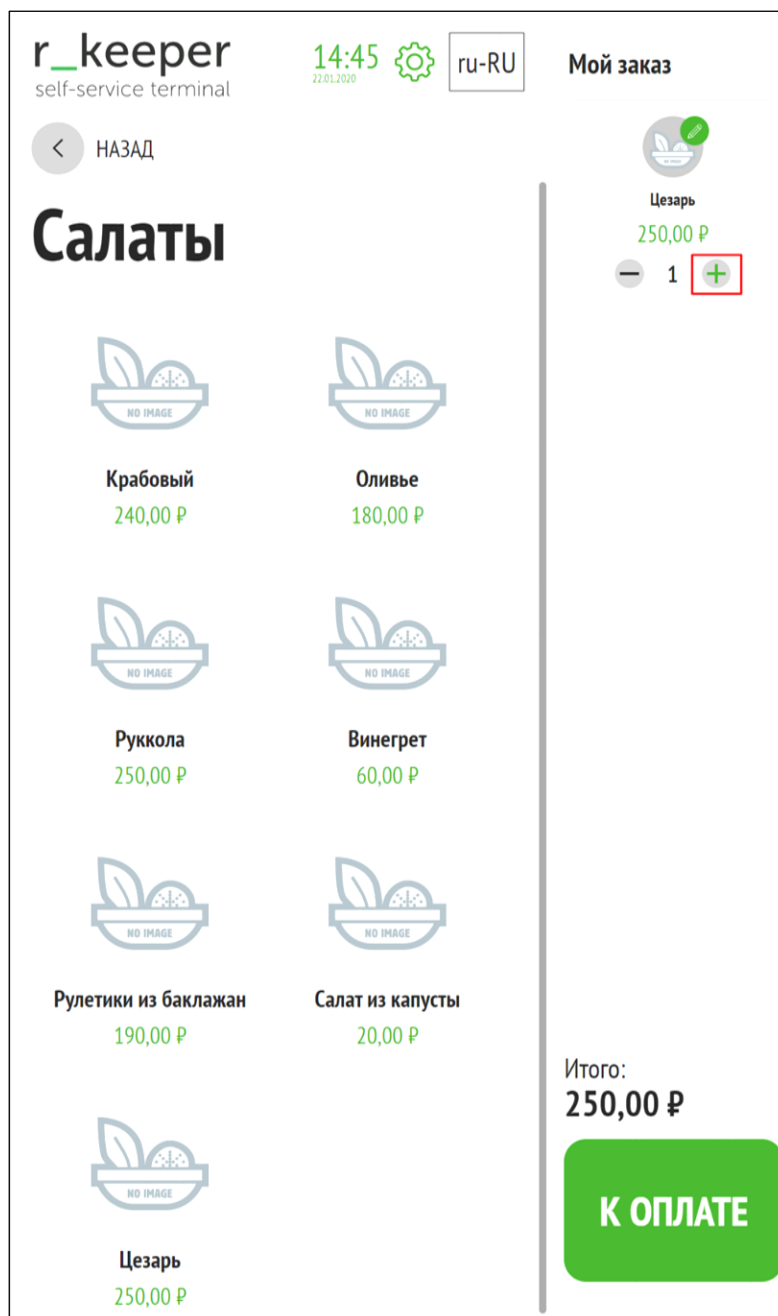 r_keeper
self-service terminal
14:45
22.01.2020
ru-RU
НАЗАД
Салаты
NO IMAGE
NO IMAGE
Крабовый
Оливье
240,00 ₽
180,00 ₽
NO IMAGE
NO IMAGE
Руккола
Винегрет
250,00 ₽
60,00 ₽
NO IMAGE
NO IMAGE
Рулетики из баклажан
Салат из капусты
190,00 ₽
20,00 ₽
NO IMAGE
Цезарь
250,00 ₽
Мой заказ
Цезарь
250,00 ₽
1
Итого:
250,00 ₽
К ОПЛАТЕ